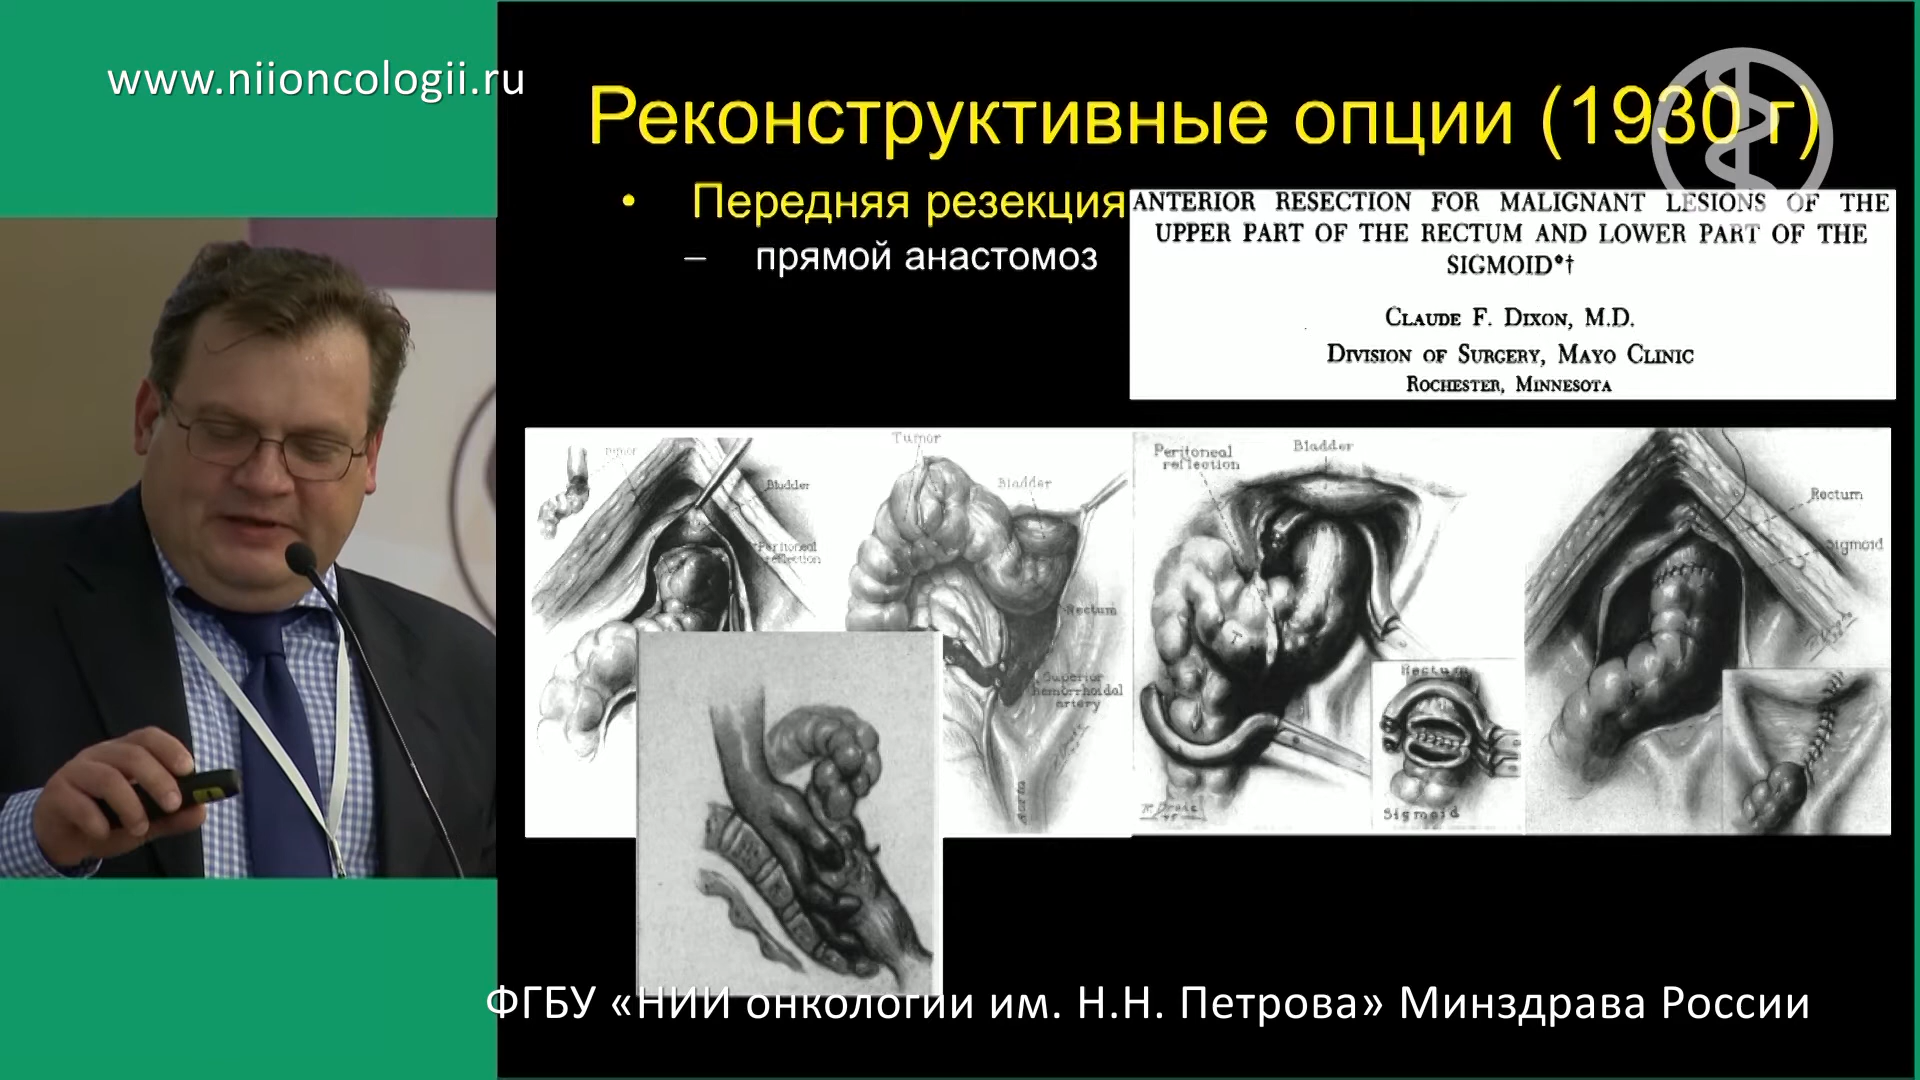 www.niioncologii.ru
Реконструктивные опции (1930 г)
• Передняя резекция
– прямой анастомоз
ANTERIOR RESECTION FOR MALIGNANT LESIONS OF THE
UPPER PART OF THE RECTUM AND LOWER PART OF THE
SIGMOID*†
CLAUDE F. DIXON, M.D.
DIVISION OF SURGERY, MAYO CLINIC
ROCHESTER, MINNESOTA
Tumor
Bladder
Peritoneal
reflection
Tumor
Bladder
Rectum
Superior
hemorrhoidal
artery
Peritoneal
reflection
Bladder
Rectum
Sigmoid
Rectum
Sigmoid
ФГБУ «НИИ онкологии им. Н.Н. Петрова» Минздрава России